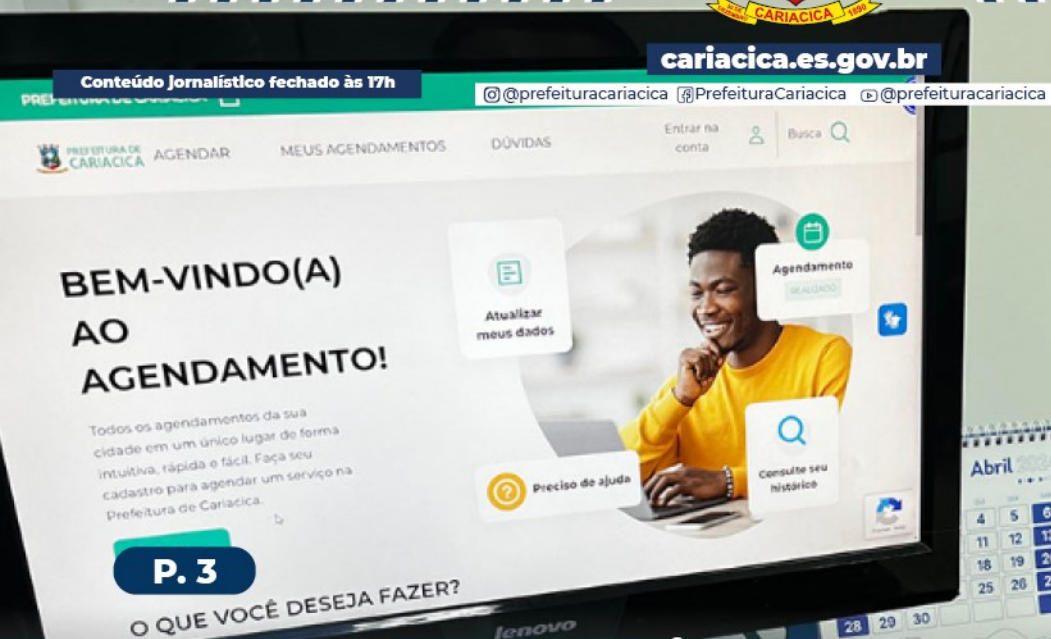 CARIACICA 1890
cariacica.es.gov.br
Conteúdo jornalístico fechado às 17h
@prefeituracariacica PrefeituraCariacica @prefeituracariacica
PREFEITURA DE CARIACICA
PREFEITURA DE
CARIACICA
AGENDAR
MEUS AGENDAMENTOS
DÚVIDAS
Entrar na
conta
Busca
BEM-VINDO(A)
AO
AGENDAMENTO!
Todos os agendamentos da sua
cidade em um único lugar de forma
intuitiva, rápida e fácil. Faça seu
cadastro para agendar um serviço na
Prefeitura de Cariacica.
Atualizar
meus dados
Agendamento
REALIZADO
Preciso de ajuda
Consulte seu
histórico
P. 3
O QUE VOCÊ DESEJA FAZER?
lenovo
Abril
4 5 6
11 12
18 19
25 26
28 29 30